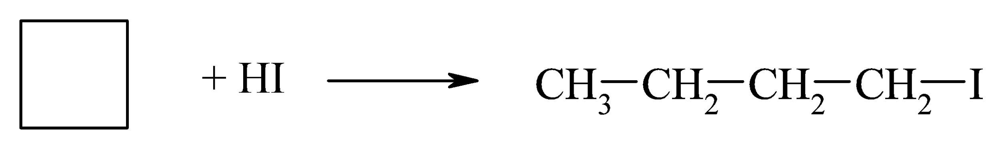 + HI CH₃ CH₂ CH₂ CH₂ I